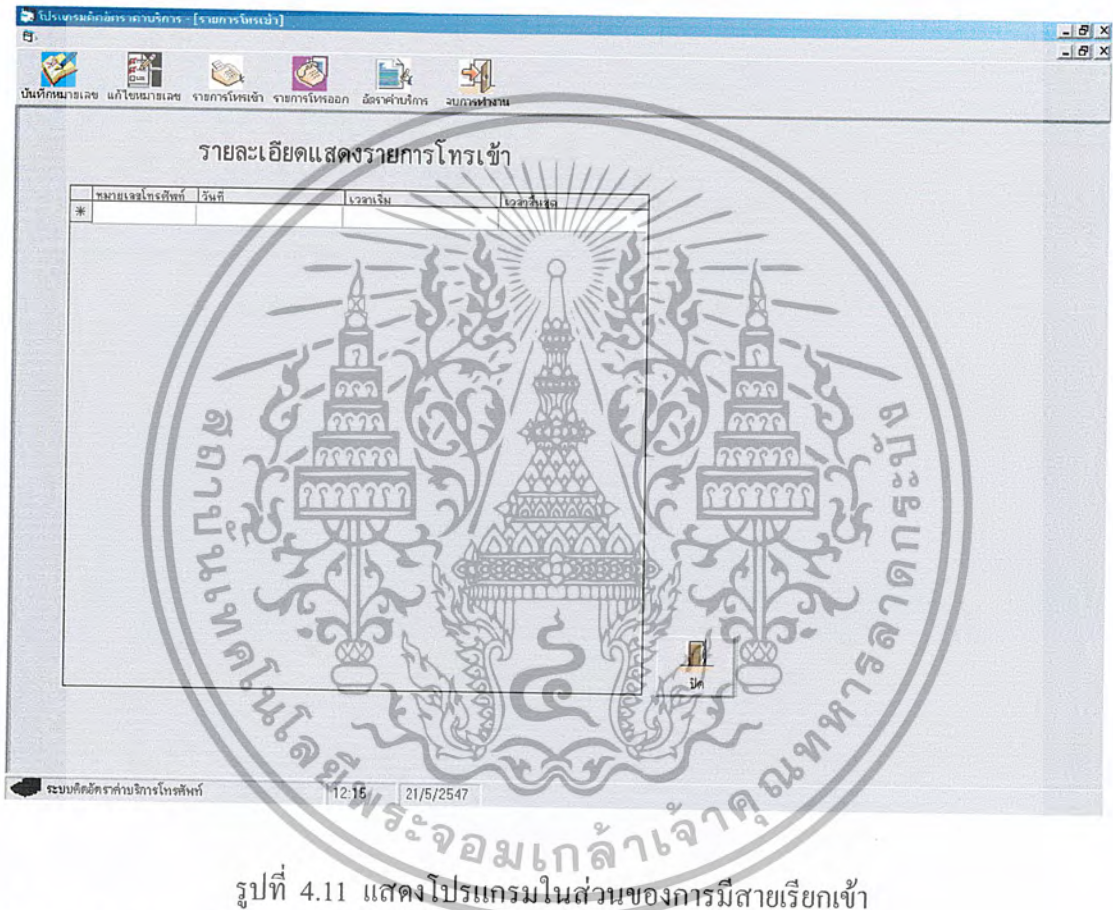 โปรแกรมคิดอัตราค่าบริการ - [รายการโทรเข้า]
บันทึกหมายเลข แก้ไขหมายเลข รายการโทรเข้า รายการโทรออก อัตราค่าบริการ จบการทำงาน
รายละเอียดแสดงรายการโทรเข้า
หมายเลขโทรศัพท์ วันที่ เวลาเริ่ม เวลาสิ้นสุด
ปิด
ระบบคิดอัตราค่าบริการโทรศัพท์ 12:15 21/5/2547
สถาบันเทคโนโลยีพระจอมเกล้าเจ้าคุณทหารลาดกระบัง
รูปที่ 4.11 แสดงโปรแกรมในส่วนของการมีสายเรียกเข้า